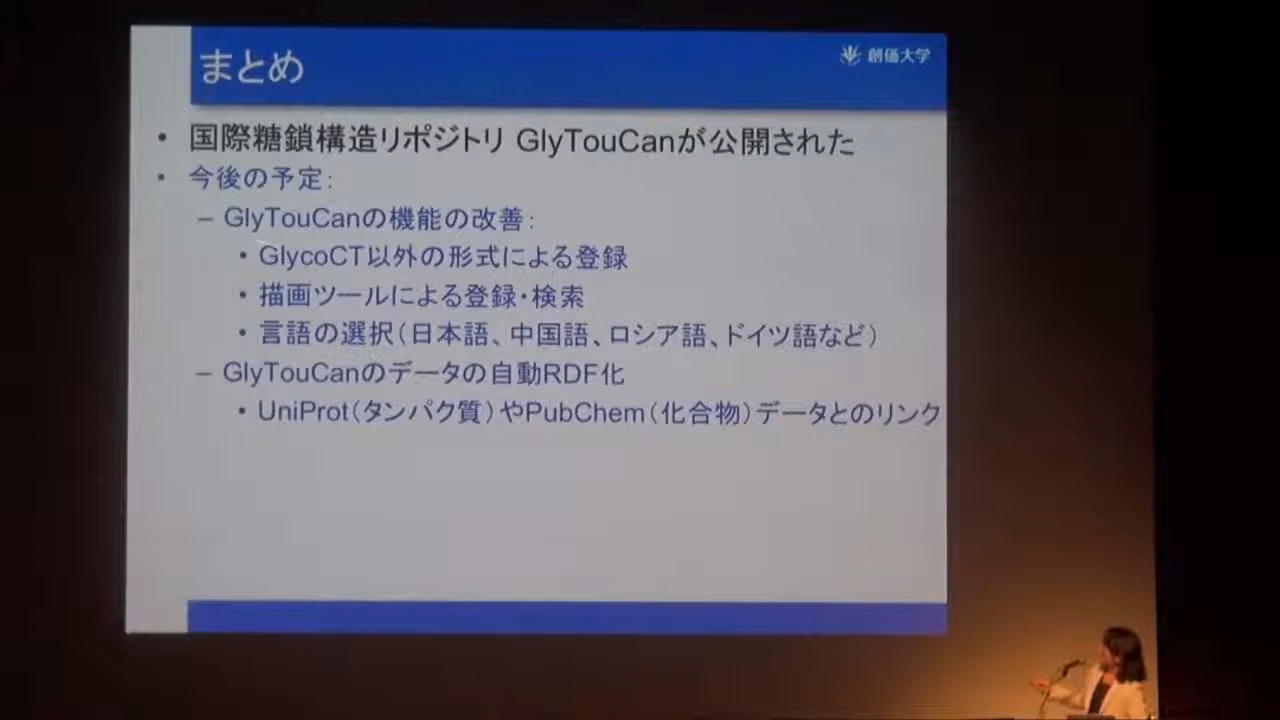 まとめ
創価大学
• 国際糖鎖構造リポジトリ GlyTouCanが公開された
• 今後の予定：
– GlyTouCanの機能の改善：
• GlycoCT以外の形式による登録
• 描画ツールによる登録・検索
• 言語の選択（日本語、中国語、ロシア語、ドイツ語など）
– GlyTouCanのデータの自動RDF化
• UniProt（タンパク質）やPubChem（化合物）データとのリンク